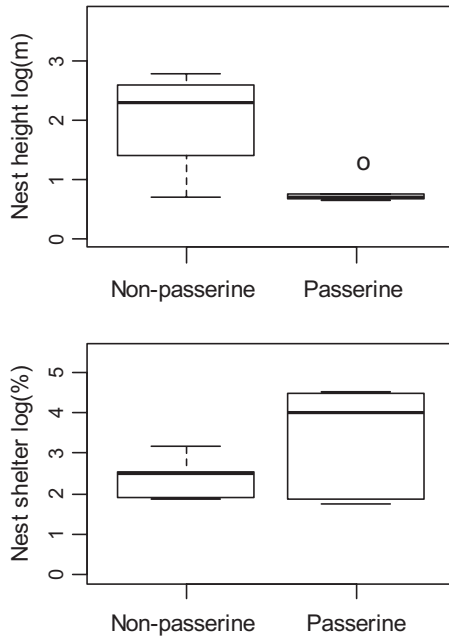 Nest height log(m)
3
2
1
0
Non-passerine Passerine
Nest shelter log(%)
5
4
3
2
1
0
Non-passerine Passerine